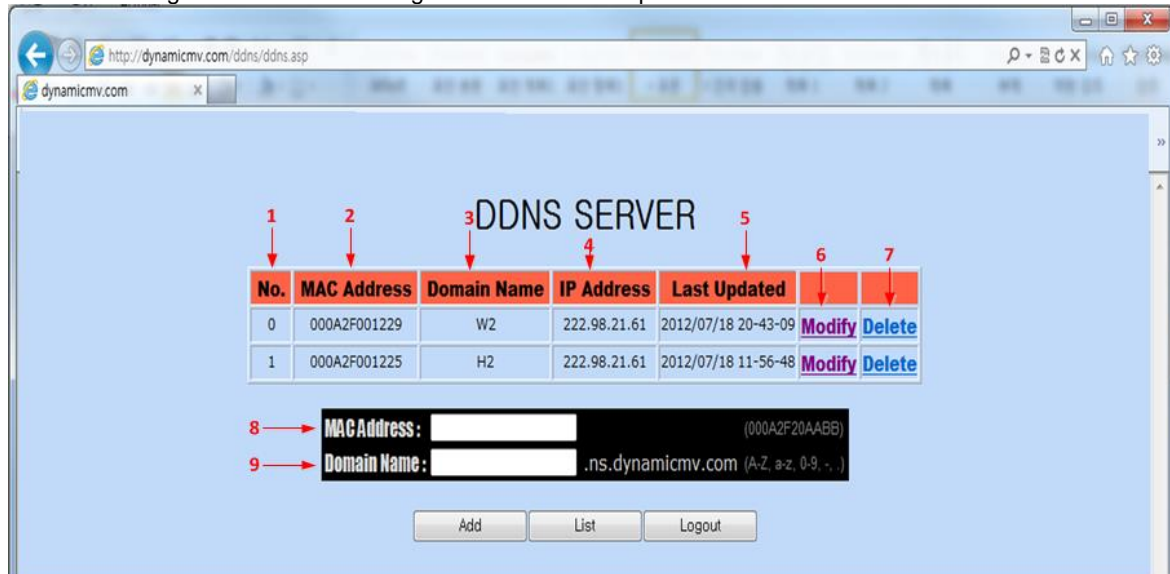 http://dynamicmv.com/ddns/ddns.asp
dynamicmv.com
DDNS SERVER
1 2 3 4 5 6 7
No. MAC Address Domain Name IP Address Last Updated
0 000A2F001229 W2 222.98.21.61 2012/07/18 20-43-09 Modify Delete
1 000A2F001225 H2 222.98.21.61 2012/07/18 11-56-48 Modify Delete
8 MAC Address : (000A2F20AABB)
9 Domain Name : .ns.dynamicmv.com (A-Z, a-z, 0-9, -, .)
Add List Logout